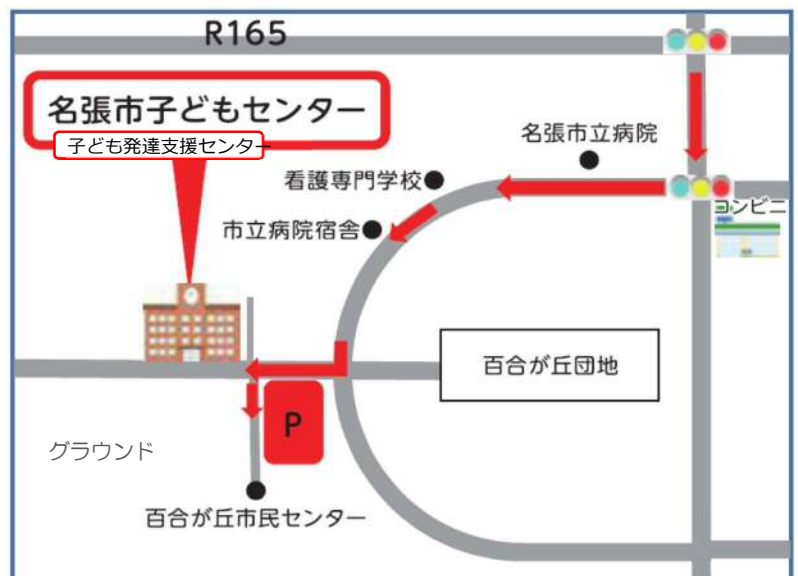 R165
名張市子どもセンター
子ども発達支援センター
名張市立病院
看護専門学校
コンビニ
市立病院宿舎
百合が丘団地
P
グラウンド
百合が丘市民センター